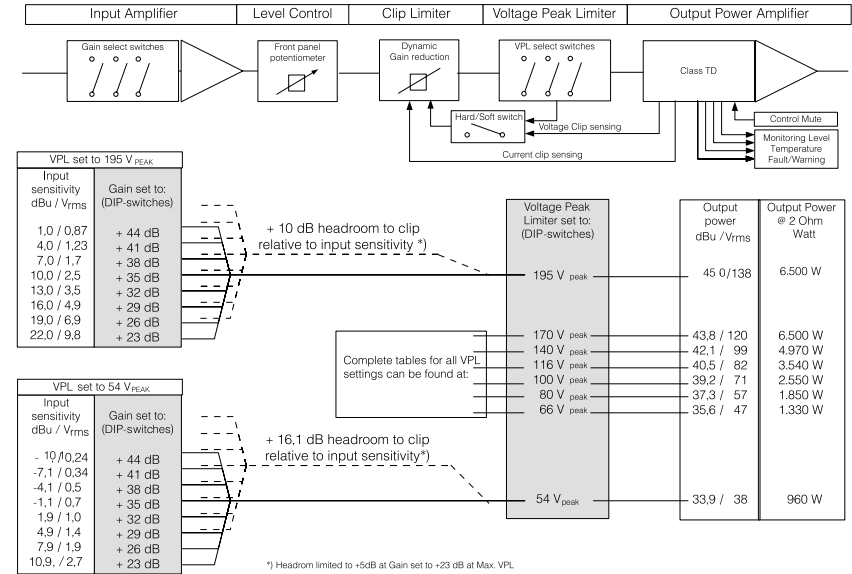 Input Amplifier
Level Control
Clip Limiter
Voltage Peak Limiter
Output Power Amplifier
Gain select switches
Front panel
potentiometer
Dynamic
Gain reduction
VPL select switches
Class TD
Hard/Soft switch
Voltage Clip sensing
Current clip sensing
Control Mute
Monitoring Level
Temperature
Fault/Warning
VPL set to 195 V PEAK
Input
sensitivity
dBu / Vrms
Gain set to:
(DIP-switches)
1,0 / 0,87 + 44 dB
4,0 / 1,23 + 41 dB
7,0 / 1,7 + 38 dB
10,0 / 2,5 + 35 dB
13,0 / 3,5 + 32 dB
16,0 / 4,9 + 29 dB
19,0 / 6,9 + 26 dB
22,0 / 9,8 + 23 dB
+ 10 dB headroom to clip
relative to input sensitivity *)
Voltage Peak
Limiter set to:
(DIP-switches)
Output
power
dBu / Vrms
Output Power
@ 2 Ohm
Watt
195 V peak 45 0/138 6.500 W
170 V peak 43,8 / 120 6.500 W
140 V peak 42,1 / 99 4.970 W
116 V peak 40,5 / 82 3.540 W
100 V peak 39,2 / 71 2.550 W
80 V peak 37,3 / 57 1.850 W
66 V peak 35,6 / 47 1.330 W
Complete tables for all VPL
settings can be found at:
VPL set to 54 VPEAK
Input
sensitivity
dBu / Vrms
Gain set to:
(DIP-switches)
- 10/10,24 + 44 dB
-7,1 / 0,34 + 41 dB
-4,1 / 0,5 + 38 dB
-1,1 / 0,7 + 35 dB
1,9 / 1,0 + 32 dB
4,9 / 1,4 + 29 dB
7,9 / 1,9 + 26 dB
10,9, / 2,7 + 23 dB
+ 16,1 dB headroom to clip
relative to input sensitivity*)
54 Vpeak 33,9 / 38 960 W
*) Headrom limited to +5dB at Gain set to +23 dB at Max. VPL